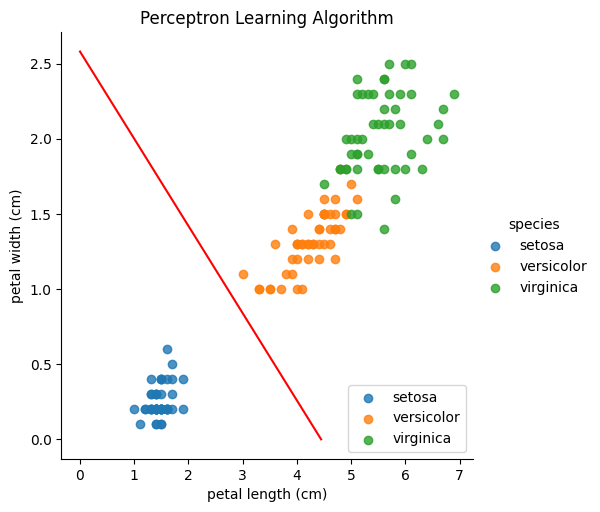 Perceptron Learning Algorithm
petal width (cm)
2.5
2.0
1.5
1.0
0.5
0.0
species
setosa
versicolor
virginica
setosa
versicolor
virginica
0 1 2 3 4 5 6 7
petal length (cm)